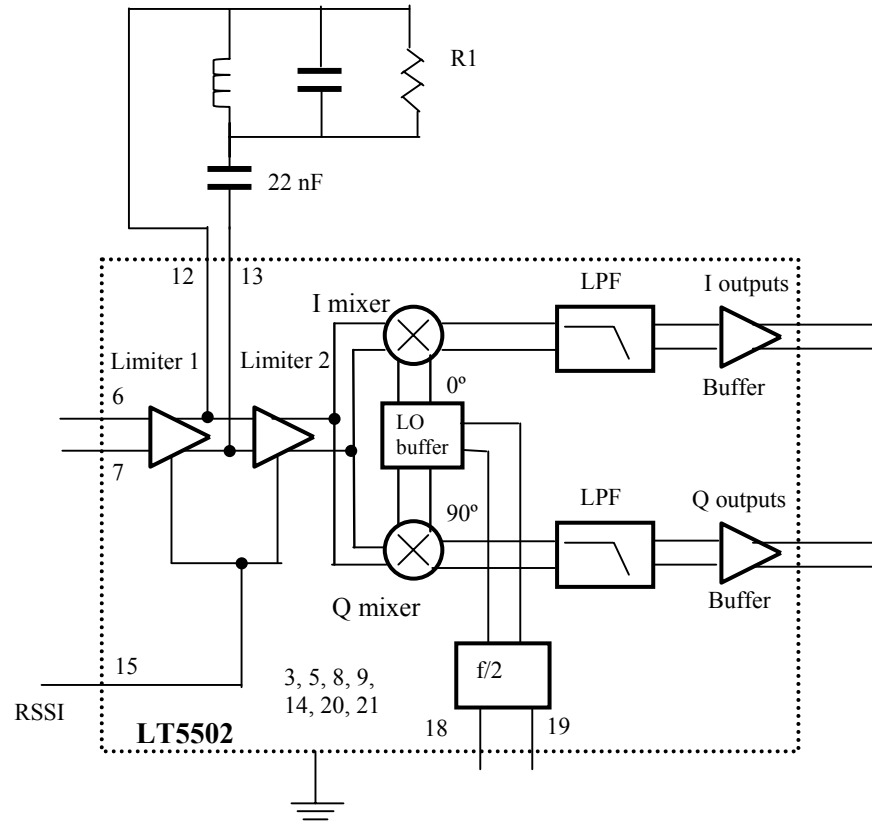 R1
22 nF
12
13
I mixer
LPF
I outputs
Limiter 1
Limiter 2
6
0º
Buffer
LO
buffer
7
90º
LPF
Q outputs
Q mixer
Buffer
15
3, 5, 8, 9,
14, 20, 21
f/2
RSSI
LT5502
18
19